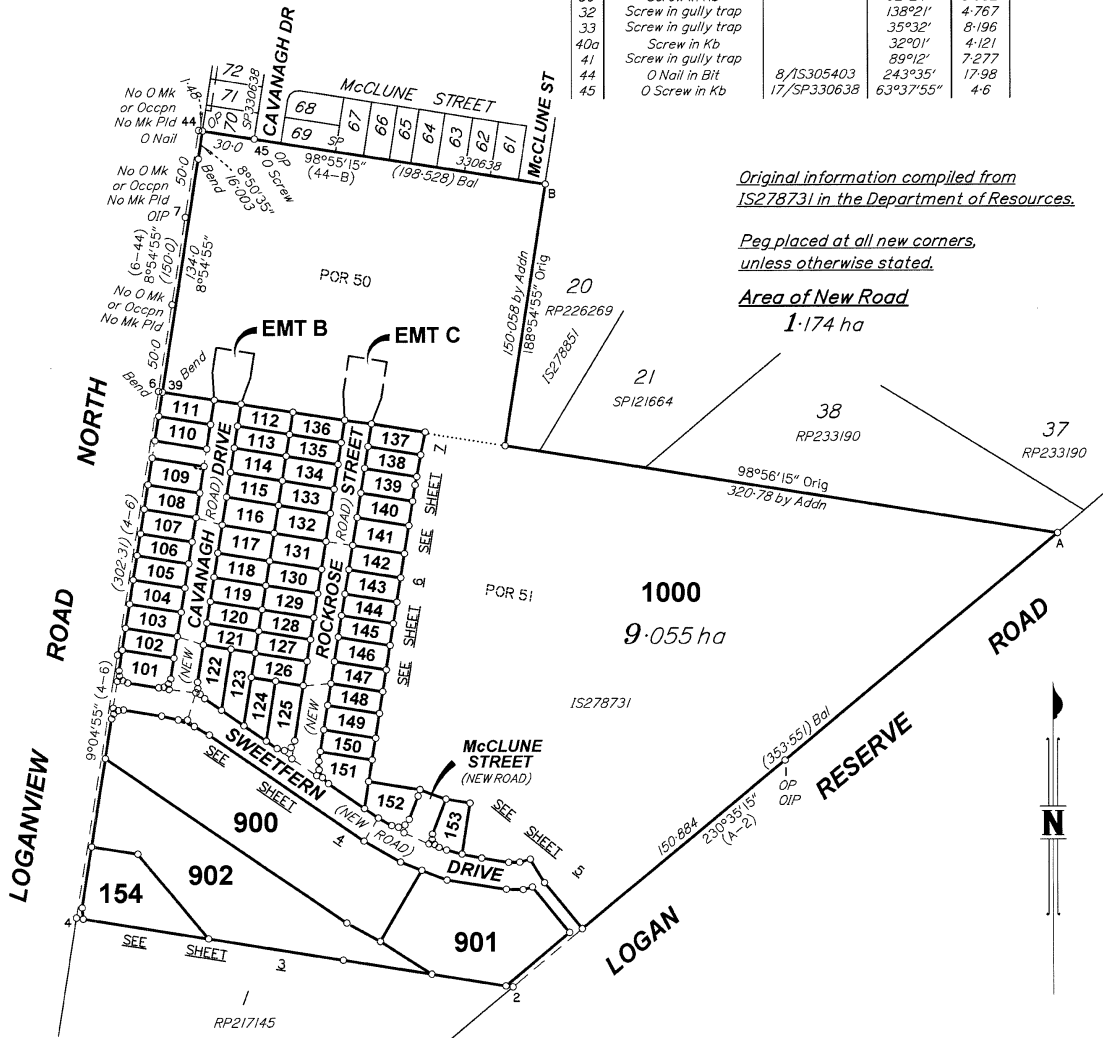 32 Screw in gully trap 138°21' 4·767
33 Screw in gully trap 35°32' 8·196
40a Screw in Kb 32°01' 4·121
41 Screw in gully trap 89°12' 7·277
44 O Nail in Bit 8/IS305403 243°35' 17·98
45 O Screw in Kb 17/SP330638 63°37'55" 4·6
Original information compiled from
IS278731 in the Department of Resources.
Peg placed at all new corners,
unless otherwise stated.
Area of New Road
1·174 ha
CAVANAGH DR
McCLUNE STREET
McCLUNE ST
72
71
70
OP
SP330638
68
69
SP
67
66
65
64
63
62
61
330638
1·48
No O Mk
or Occpn
No Mk Pld
44
O Nail
30·0
45
OP
O Screw
98°55'15"
(44-B)
(198·528) Bal
B
8°50'35"
16·003
Bend
50·0
No O Mk
or Occpn
No Mk Pld
OIP
7
(6-44)
8°54'55"
(150·0)
134·0
8°54'55"
No O Mk
or Occpn
No Mk Pld
50·0
Bend
Bend
6
39
POR 50
EMT B
EMT C
150·058 by Addn
188°54'55" Orig
20
RP226269
IS278851
21
SP121664
38
RP233190
37
RP233190
98°56'15" Orig
320·78 by Addn
A
NORTH
ROAD
LOGANVIEW
(302·31) (4-6)
9°04'55" (4-6)
111
110
109
108
107
106
105
104
103
102
101
CAVANAGH DRIVE
(NEW ROAD)
112
113
114
115
116
117
118
119
120
121
122
123
124
125
136
135
134
133
132
131
130
129
128
127
126
ROCKROSE STREET
(NEW ROAD)
137
138
139
140
141
142
143
144
145
146
147
148
149
150
151
SEE SHEET 7
SEE SHEET 6
POR 51
1000
9·055 ha
IS278731
McCLUNE
STREET
(NEW ROAD)
152
153
SEE SHEET 5
SWEETFERN DRIVE
(NEW ROAD)
SEE SHEET 4
900
902
901
154
4
SEE SHEET 3
2
1
RP217145
(353·551) Bal
OP
OIP
150·884
230°35'15"
(A-2)
LOGAN RESERVE ROAD
N